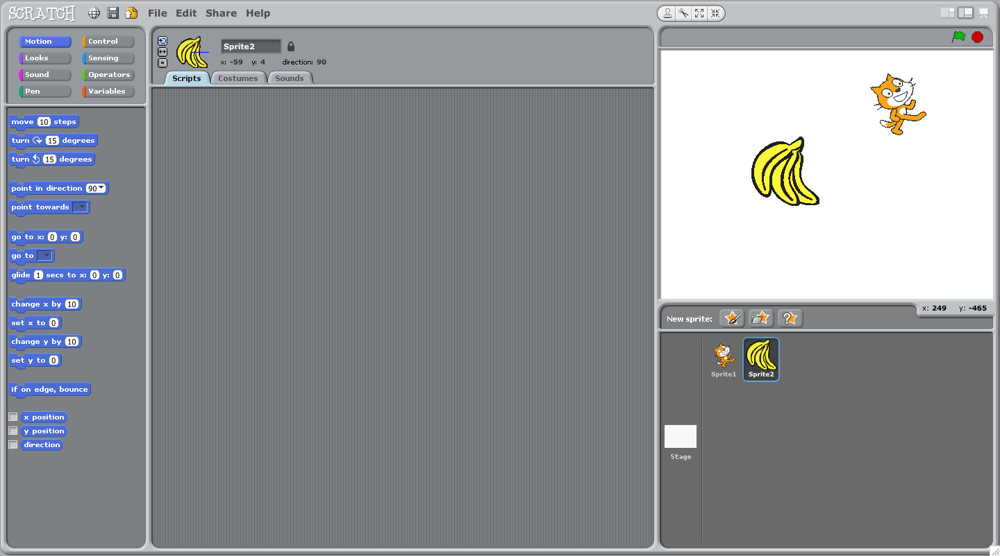 SCRATCH File Edit Share Help
Motion Control
Looks Sensing
Sound Operators
Pen Variables
move 10 steps
turn 15 degrees
turn 15 degrees
point in direction 90
point towards
go to x: 0 y: 0
go to
glide 1 secs to x: 0 y: 0
change x by 10
set x to 0
change y by 10
set y to 0
if on edge, bounce
x position
y position
direction
Sprite2
x: -59 y: 4 direction: 90
Scripts Costumes Sounds
x: 249 y: -465
New sprite:
Sprite1 Sprite2
Stage